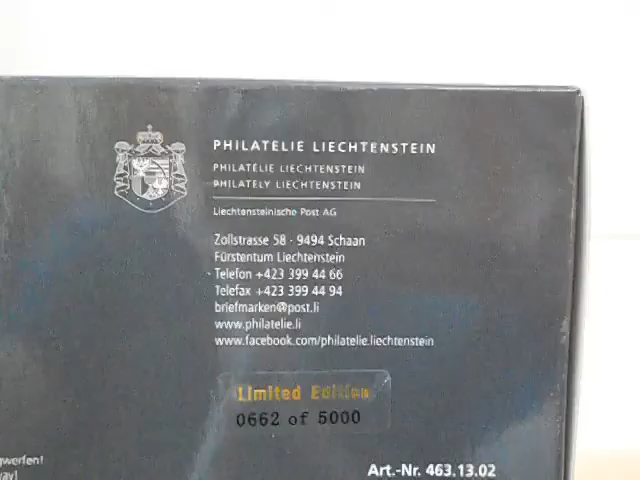 PHILATELIE LIECHTENSTEIN
PHILATÉLIE LIECHTENSTEIN
PHILATELY LIECHTENSTEIN
Liechtensteinische Post AG
Zollstrasse 58 · 9494 Schaan
Fürstentum Liechtenstein
Telefon +423 399 44 66
Telefax +423 399 44 94
briefmarken@post.li
www.philatelie.li
www.facebook.com/philatelie.liechtenstein
Limited Edition
0662 of 5000
gwerfen!
way!
Art.-Nr. 463.13.02